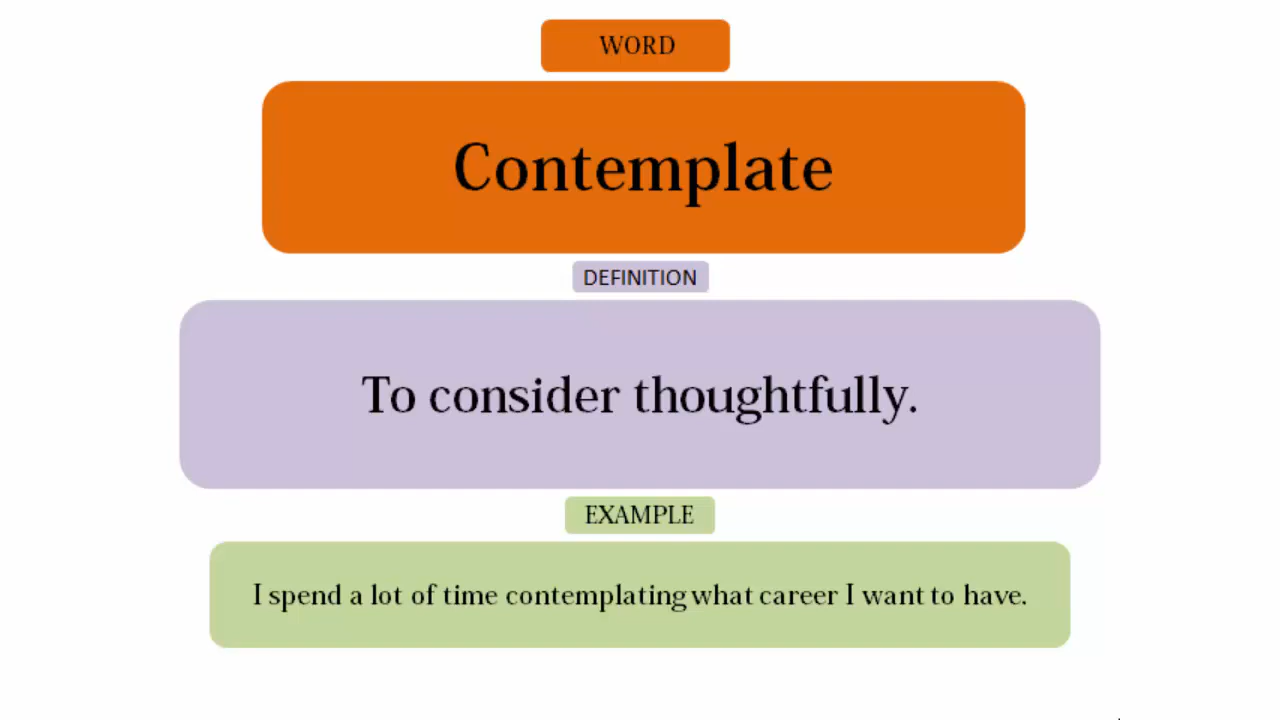 WORD
Contemplate
DEFINITION
To consider thoughtfully.
EXAMPLE
I spend a lot of time contemplating what career I want to have.